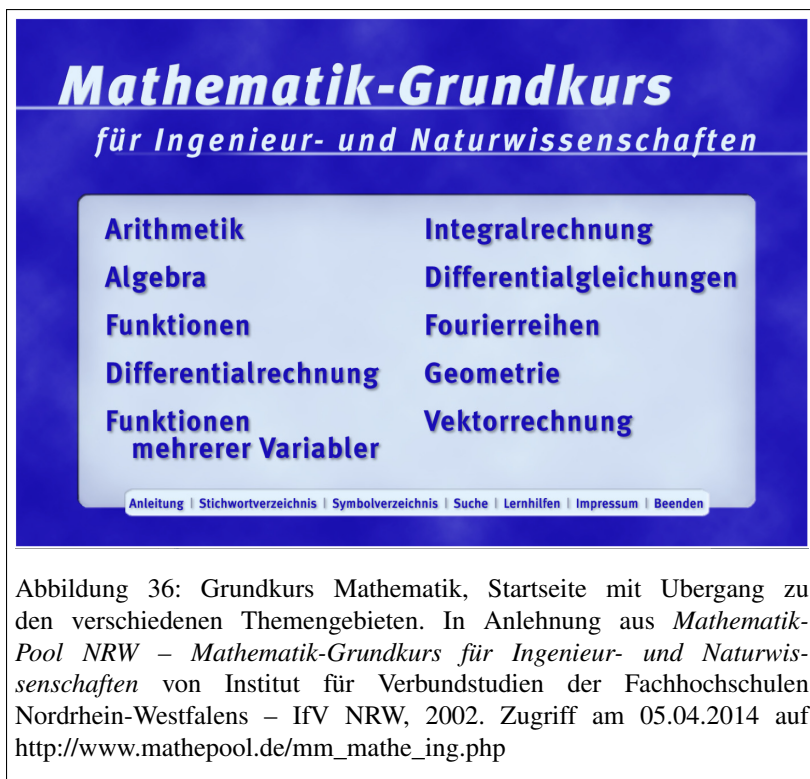 Mathematik-Grundkurs
für Ingenieur- und Naturwissenschaften
Arithmetik
Algebra
Funktionen
Differentialrechnung
Funktionen
mehrerer Variabler
Integralrechnung
Differentialgleichungen
Fourierreihen
Geometrie
Vektorrechnung
Anleitung | Stichwortverzeichnis | Symbolverzeichnis | Suche | Lernhilfen | Impressum | Beenden
Abbildung 36: Grundkurs Mathematik, Startseite mit Ubergang zu
den verschiedenen Themengebieten. In Anlehnung aus Mathematik-
Pool NRW – Mathematik-Grundkurs für Ingenieur- und Naturwis-
senschaften von Institut für Verbundstudien der Fachhochschulen
Nordrhein-Westfalens – IfV NRW, 2002. Zugriff am 05.04.2014 auf
http://www.mathepool.de/mm_mathe_ing.php